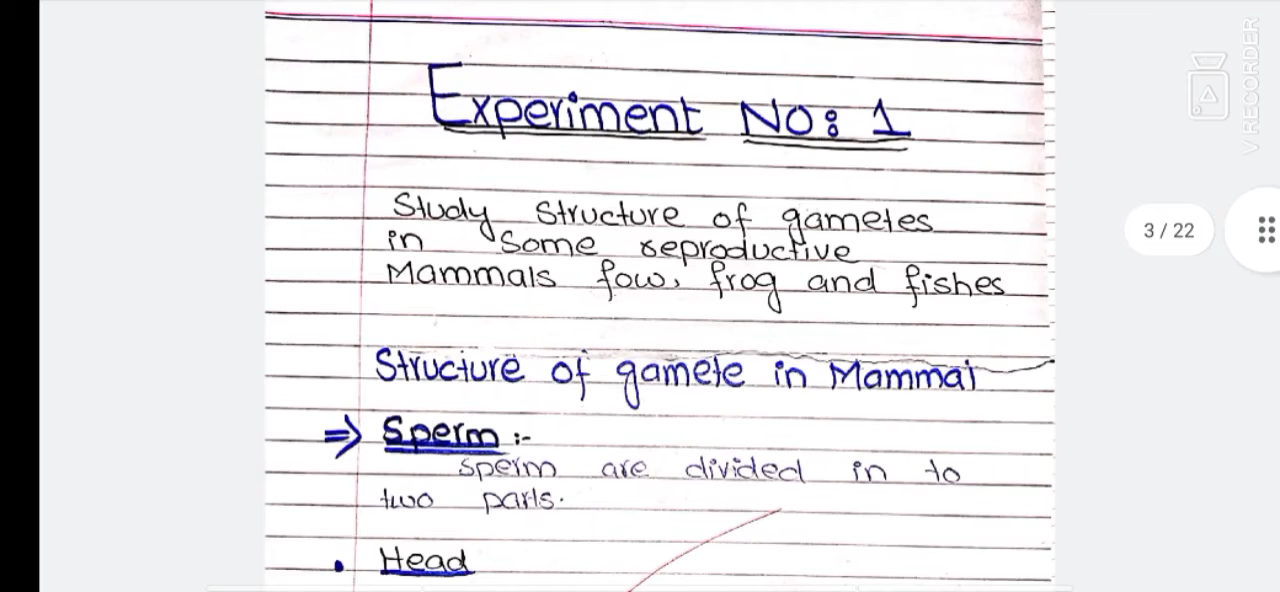 Experiment NO: 1
Study structure of gametes
in some reproductive
Mammals fow, frog and fishes
Structure of gamete in Mammal
⇒ Sperm :-
sperm are divided in to
two parts.
• Head
3 / 22
V RECORDER